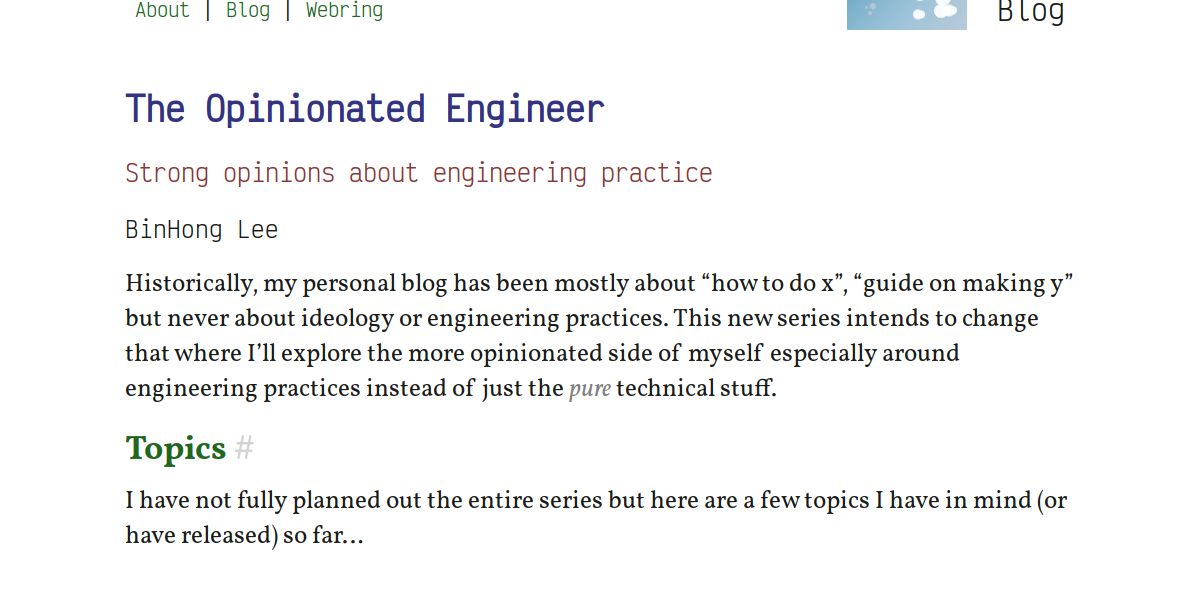 About | Blog | Webring
Blog
The Opinionated Engineer
Strong opinions about engineering practice
BinHong Lee
Historically, my personal blog has been mostly about “how to do x”, “guide on making y”
but never about ideology or engineering practices. This new series intends to change
that where I’ll explore the more opinionated side of myself especially around
engineering practices instead of just the pure technical stuff.
Topics #
I have not fully planned out the entire series but here are a few topics I have in mind (or
have released) so far…